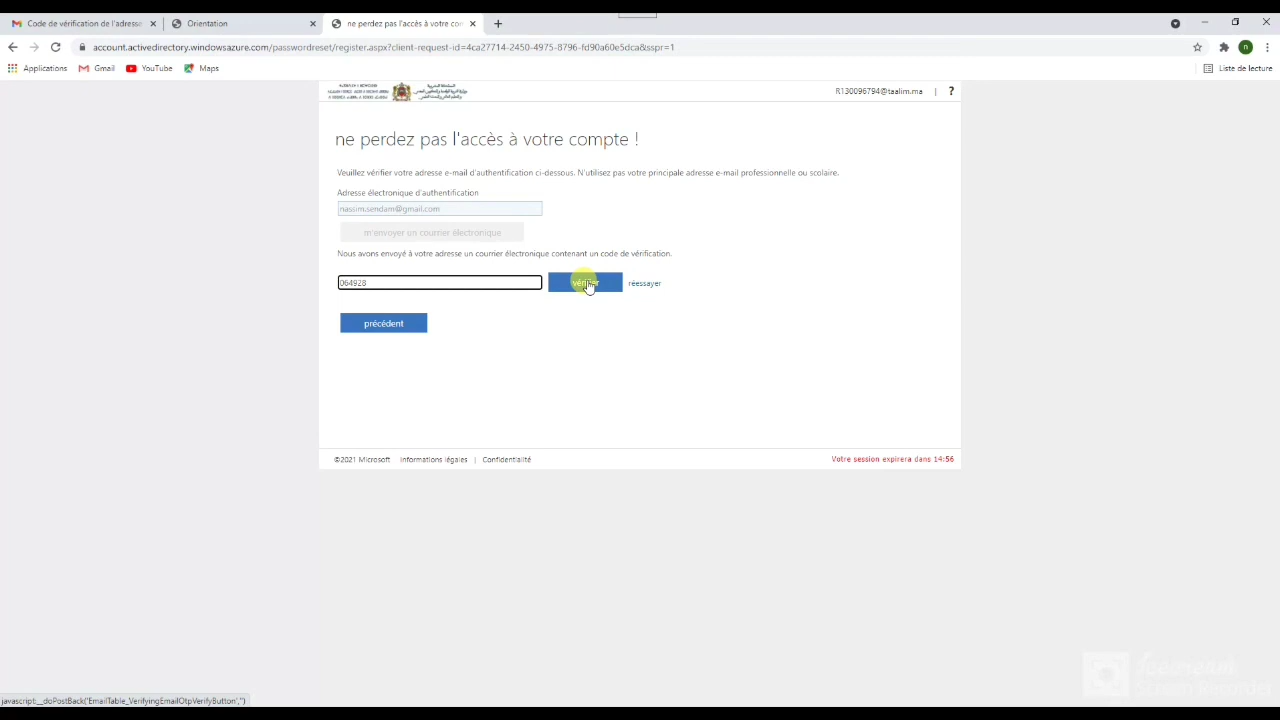 Code de vérification de l'adresse
Orientation
ne perdez pas l'accès à votre con
account.activedirectory.windowsazure.com/passwordreset/register.aspx?client-request-id=4ca27714-2450-4975-8796-fd90a60e5dca&sspr=1
n
Applications
Gmail
YouTube
Maps
Liste de lecture
R130096794@taalim.ma | ?
ne perdez pas l'accès à votre compte !
Veuillez vérifier votre adresse e-mail d'authentification ci-dessous. N'utilisez pas votre principale adresse e-mail professionnelle ou scolaire.
Adresse électronique d'authentification
nassim.sendam@gmail.com
m'envoyer un courrier électronique
Nous avons envoyé à votre adresse un courrier électronique contenant un code de vérification.
064928
vérifier
réessayer
précédent
©2021 Microsoft Informations légales | Confidentialité
Votre session expirera dans 14:56
javascript:__doPostBack('EmailTable_VerifyingEmailOtpVerifyButton','')
Screen Recorder